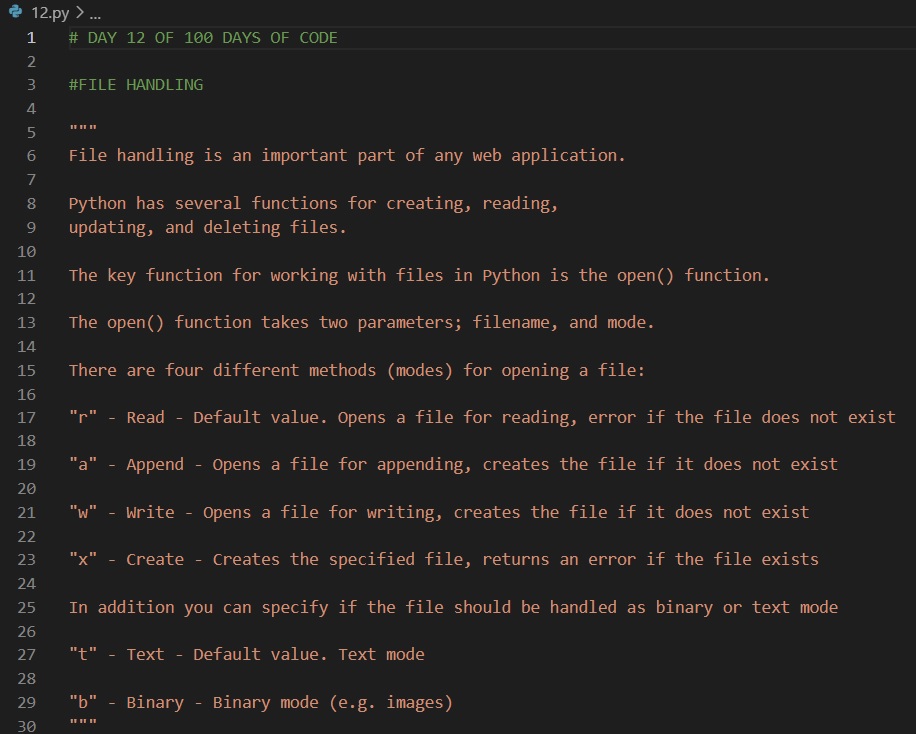 12.py > ...
1 # DAY 12 OF 100 DAYS OF CODE
2
3 #FILE HANDLING
4
5 """
6 File handling is an important part of any web application.
7
8 Python has several functions for creating, reading,
9 updating, and deleting files.
10
11 The key function for working with files in Python is the open() function.
12
13 The open() function takes two parameters; filename, and mode.
14
15 There are four different methods (modes) for opening a file:
16
17 "r" - Read - Default value. Opens a file for reading, error if the file does not exist
18
19 "a" - Append - Opens a file for appending, creates the file if it does not exist
20
21 "w" - Write - Opens a file for writing, creates the file if it does not exist
22
23 "x" - Create - Creates the specified file, returns an error if the file exists
24
25 In addition you can specify if the file should be handled as binary or text mode
26
27 "t" - Text - Default value. Text mode
28
29 "b" - Binary - Binary mode (e.g. images)
30 """